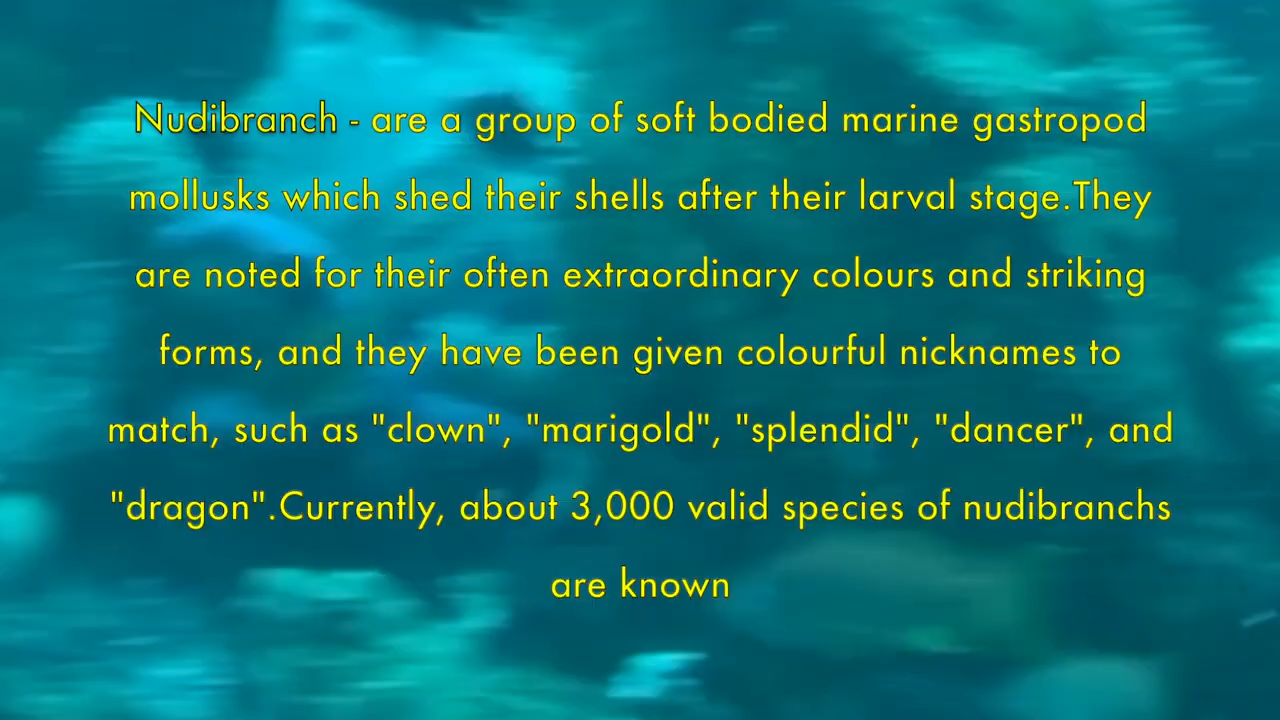 Nudibranch - are a group of soft bodied marine gastropod
mollusks which shed their shells after their larval stage.They
are noted for their often extraordinary colours and striking
forms, and they have been given colourful nicknames to
match, such as "clown", "marigold", "splendid", "dancer", and
"dragon".Currently, about 3,000 valid species of nudibranchs
are known